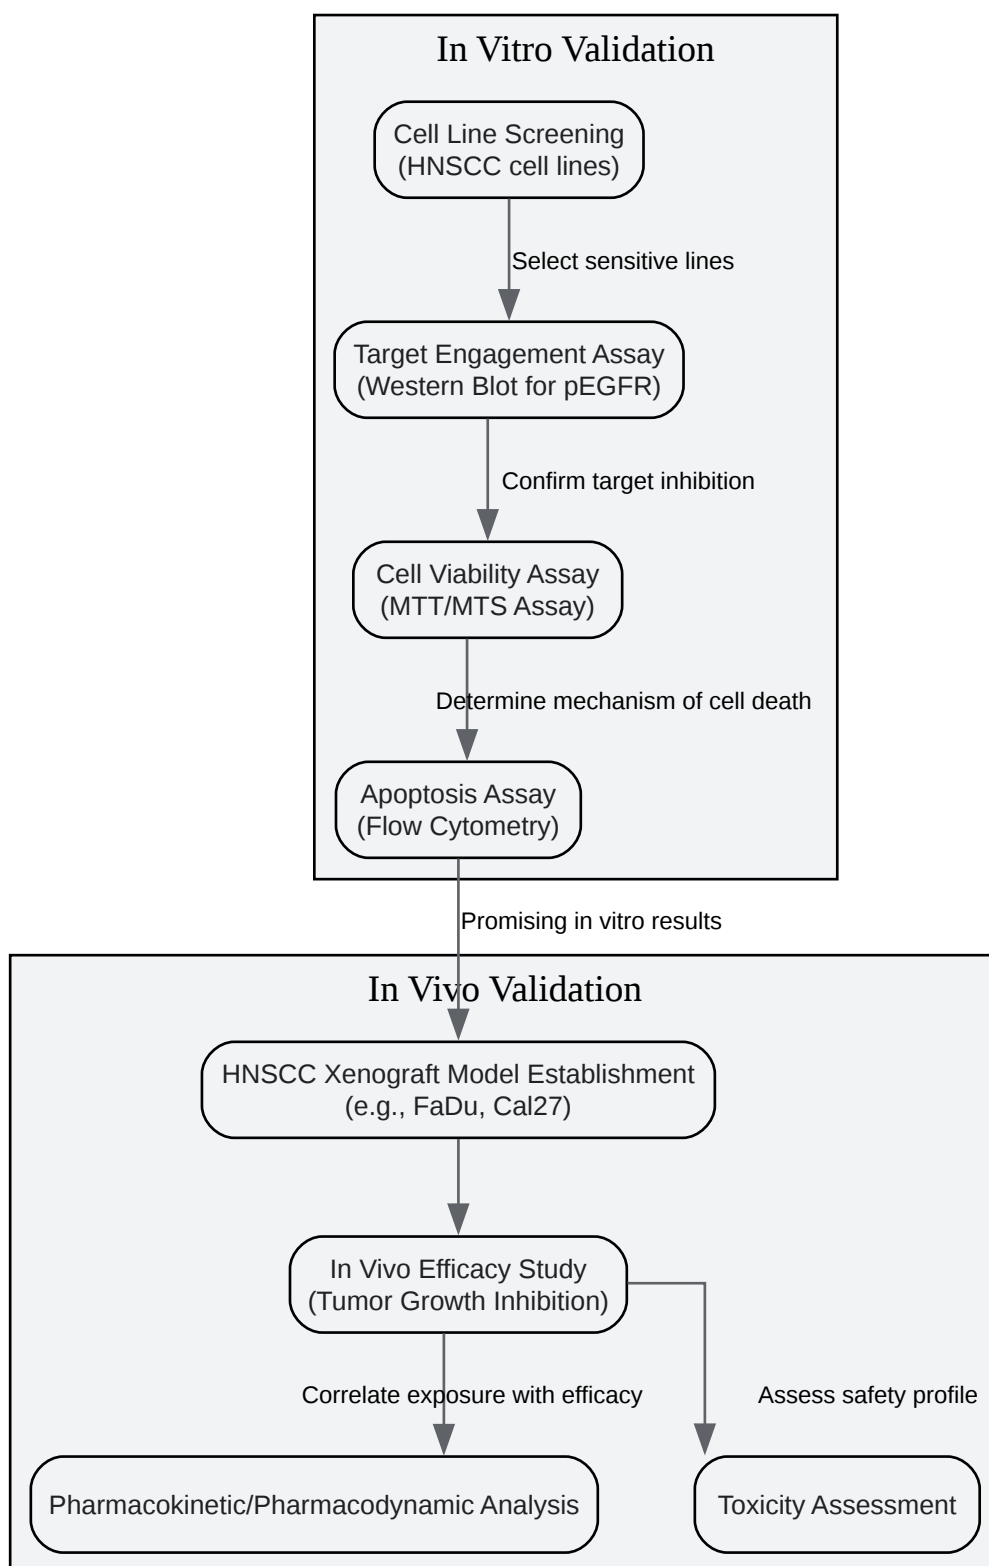 In Vitro Validation
Cell Line Screening
(HNSCC cell lines)
Select sensitive lines
Target Engagement Assay
(Western Blot for pEGFR)
Confirm target inhibition
Cell Viability Assay
(MTT/MTS Assay)
Determine mechanism of cell death
Apoptosis Assay
(Flow Cytometry)
Promising in vitro results
In Vivo Validation
HNSCC Xenograft Model Establishment
(e.g., FaDu, Cal27)
In Vivo Efficacy Study
(Tumor Growth Inhibition)
Correlate exposure with efficacy
Assess safety profile
Pharmacokinetic/Pharmacodynamic Analysis
Toxicity Assessment